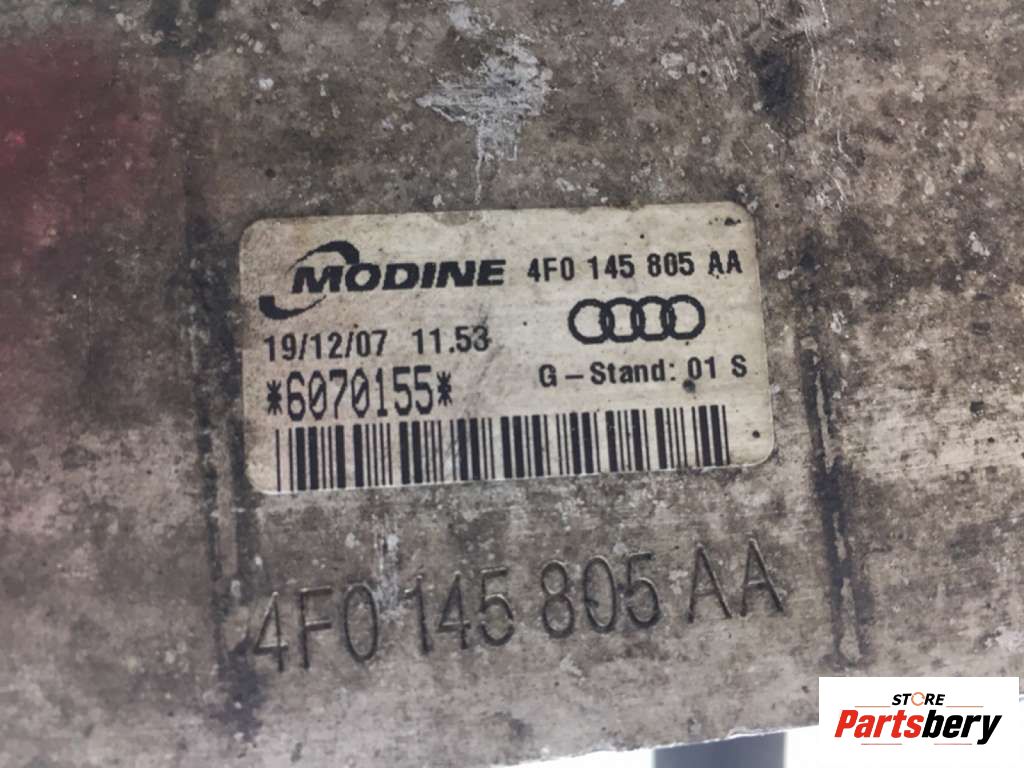 MODINE 4F0 145 805 AA
19/12/07 11.53
G-Stand: 01 S
*6070155*
4F0 145 805 AA
STORE
Partsbery